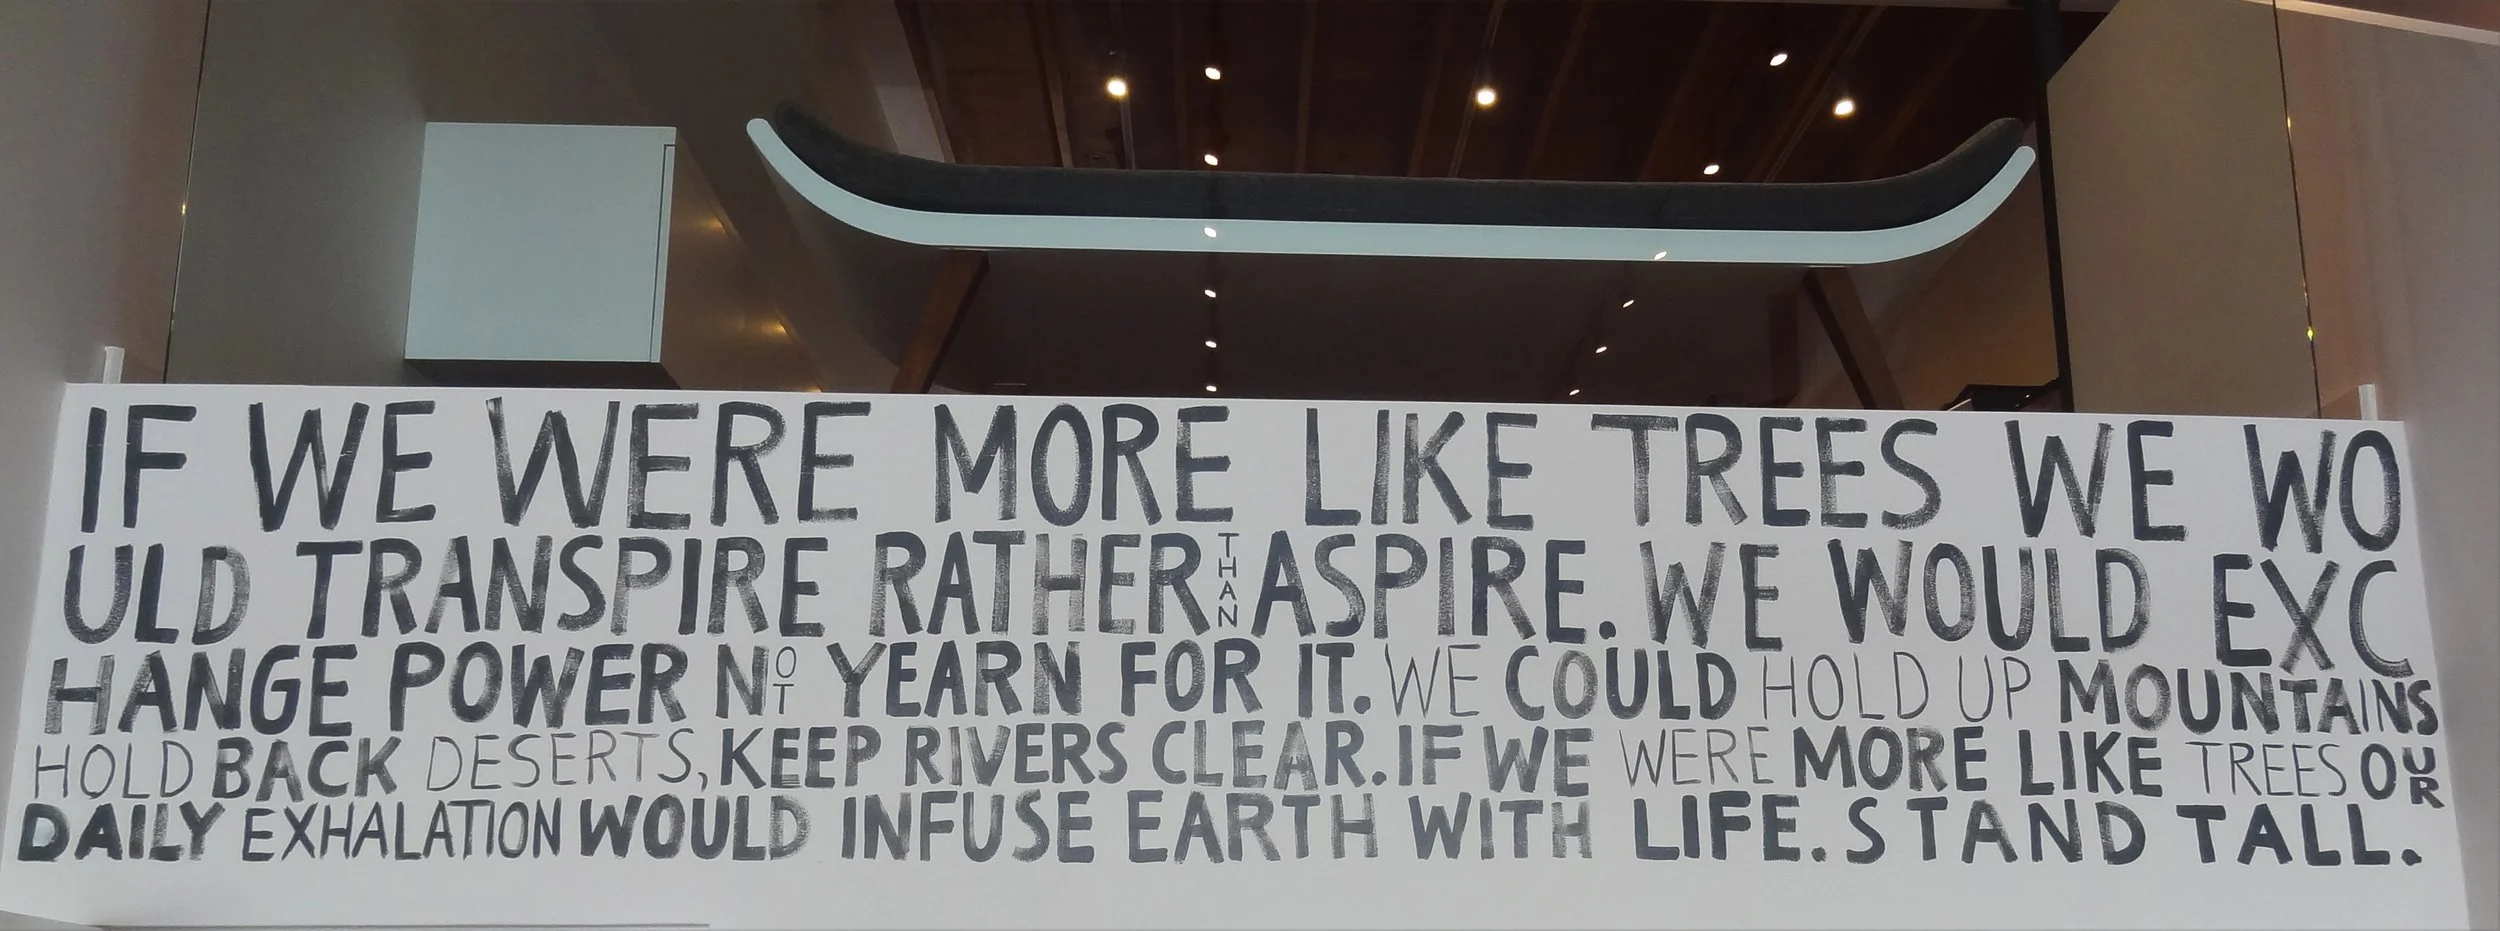 IF WE WERE MORE LIKE TREES WE WO
ULD TRANSPIRE RATHER THAN ASPIRE. WE WOULD EXC
HANGE POWER NOT YEARN FOR IT. WE COULD HOLD UP MOUNTAINS
HOLD BACK DESERTS, KEEP RIVERS CLEAR. IF WE WERE MORE LIKE TREES OUR
DAILY EXHALATION WOULD INFUSE EARTH WITH LIFE. STAND TALL.